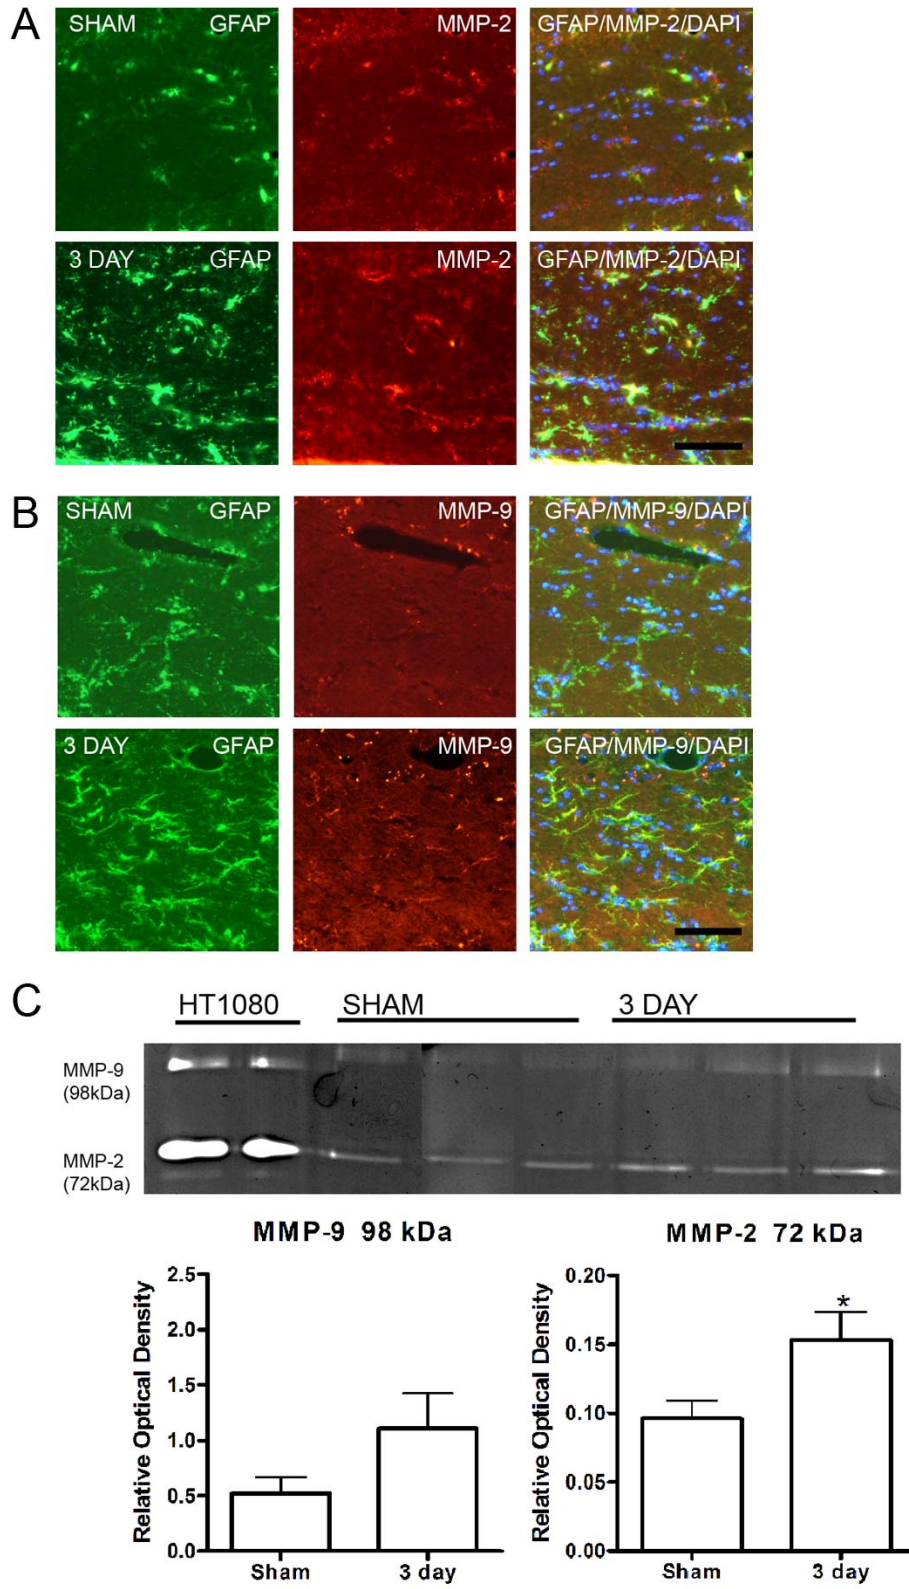 A
SHAM GFAP MMP-2 GFAP/MMP-2/DAPI
3 DAY GFAP MMP-2 GFAP/MMP-2/DAPI
B
SHAM GFAP MMP-9 GFAP/MMP-9/DAPI
3 DAY GFAP MMP-9 GFAP/MMP-9/DAPI
C
HT1080 SHAM 3 DAY
MMP-9
(98kDa)
MMP-2
(72kDa)
MMP-9 98 kDa
Relative Optical Density
2.5
2.0
1.5
1.0
0.5
0.0
Sham 3 day
MMP-2 72 kDa
Relative Optical Density
0.20
0.15
0.10
0.05
0.00
*
Sham 3 day